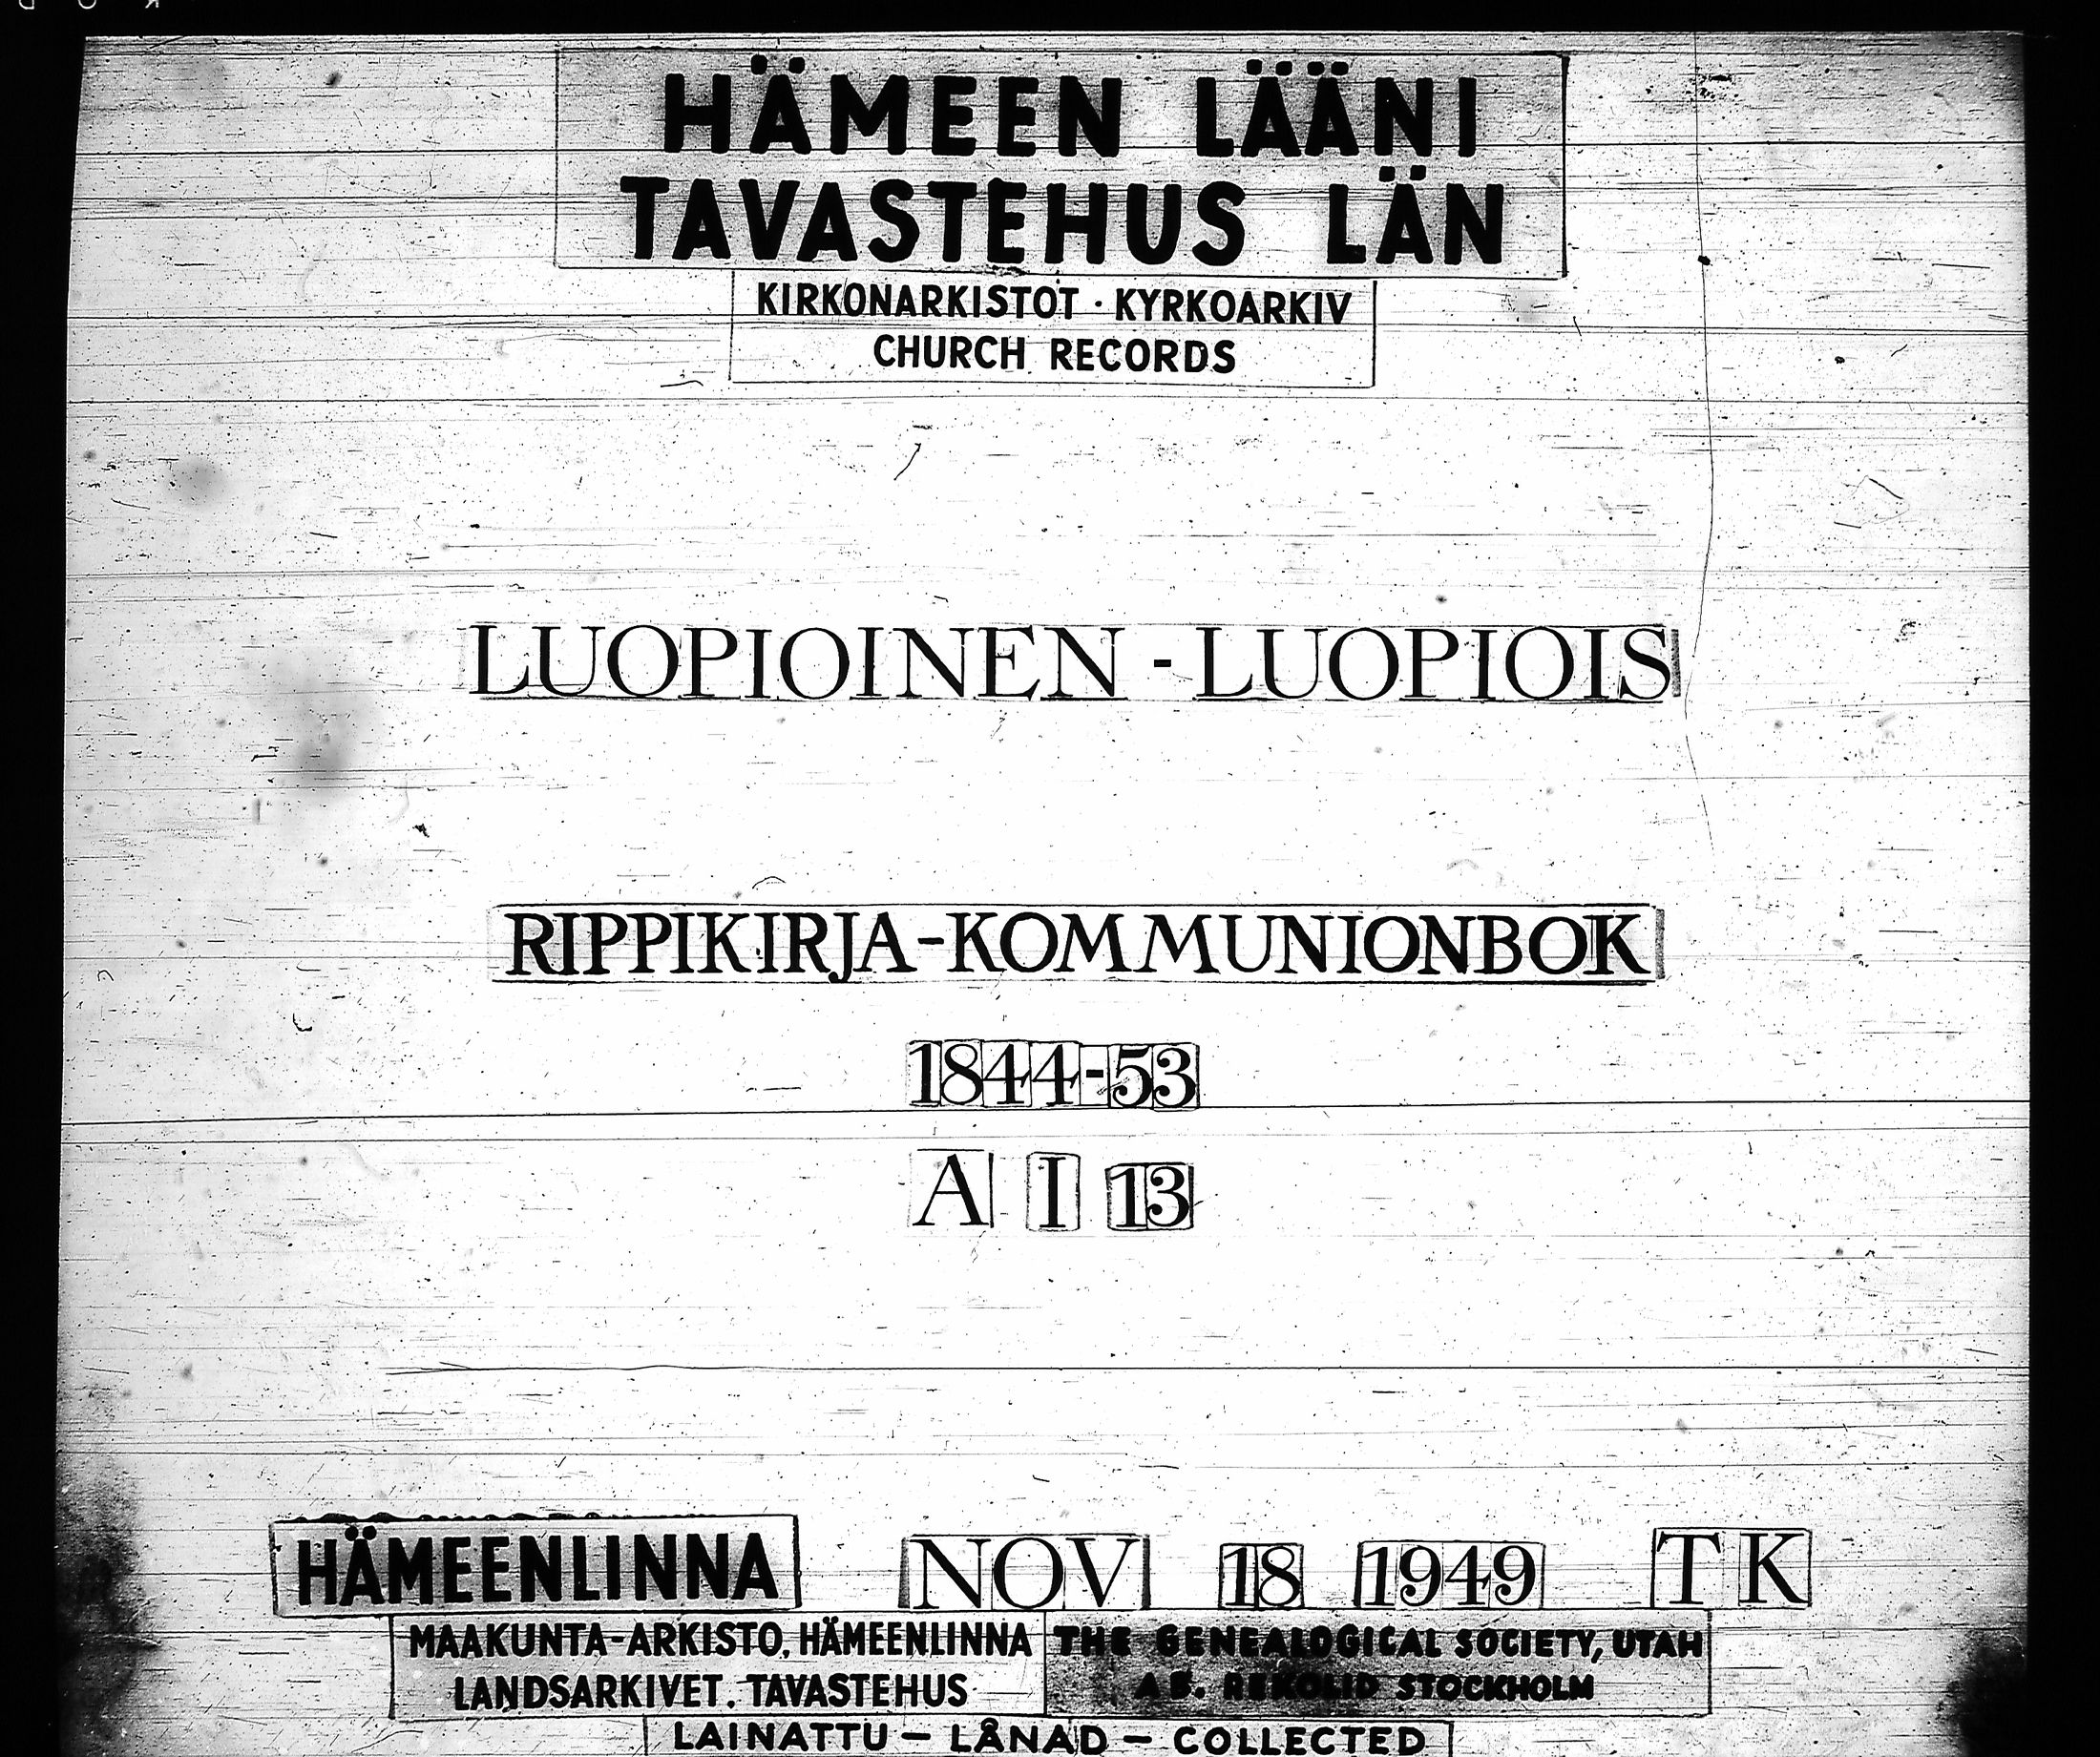 HÄMEEN LÄÄNI
TAVASTEHUS LÄN
KIRKONARKISTOT · KYRKOARKIV
CHURCH RECORDS
LUOPIOINEN - LUOPIOIS
RIPPIKIRJA - KOMMUNIONBOK
1844-53
A I 13
HÄMEENLINNA NOV 18 1949 TK
MAAKUNTA-ARKISTO, HÄMEENLINNA
LANDSARKIVET, TAVASTEHUS
THE GENEALOGICAL SOCIETY, UTAH
AB. REKOLID STOCKHOLM
LAINATTU – LÅNAD – COLLECTED